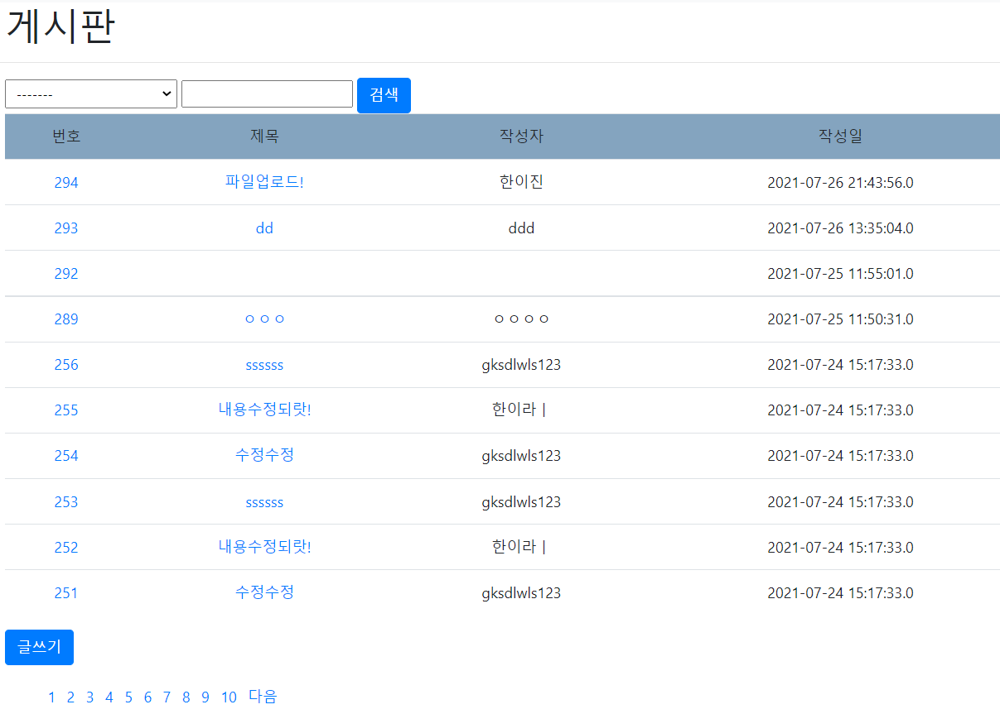 게시판
------- 검색
번호 제목 작성자 작성일
294 파일업로드! 한이진 2021-07-26 21:43:56.0
293 dd ddd 2021-07-26 13:35:04.0
292 2021-07-25 11:55:01.0
289 ㅇㅇㅇ ㅇㅇㅇㅇ 2021-07-25 11:50:31.0
256 ssssss gksdlwls123 2021-07-24 15:17:33.0
255 내용수정되랏! 한이라ㅣ 2021-07-24 15:17:33.0
254 수정수정 gksdlwls123 2021-07-24 15:17:33.0
253 ssssss gksdlwls123 2021-07-24 15:17:33.0
252 내용수정되랏! 한이라ㅣ 2021-07-24 15:17:33.0
251 수정수정 gksdlwls123 2021-07-24 15:17:33.0
글쓰기
1 2 3 4 5 6 7 8 9 10 다음